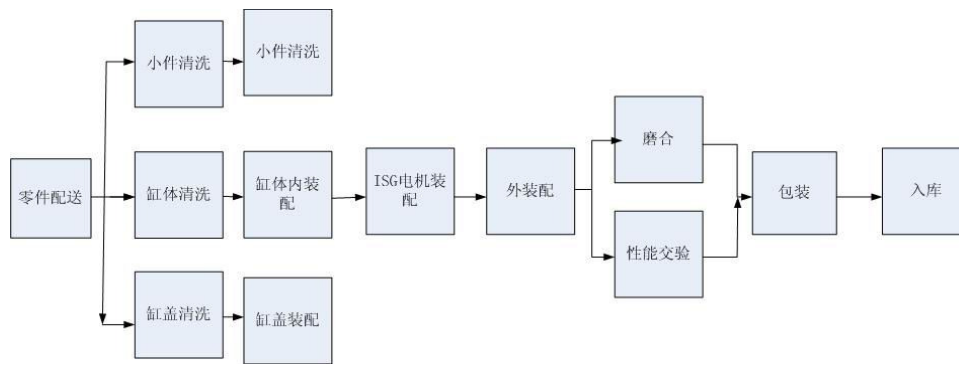 小件清洗
小件清洗
零件配送
缸体清洗
缸体内装
配
ISG电机装
配
外装配
磨合
性能交验
包装
入库
缸盖清洗
缸盖装配